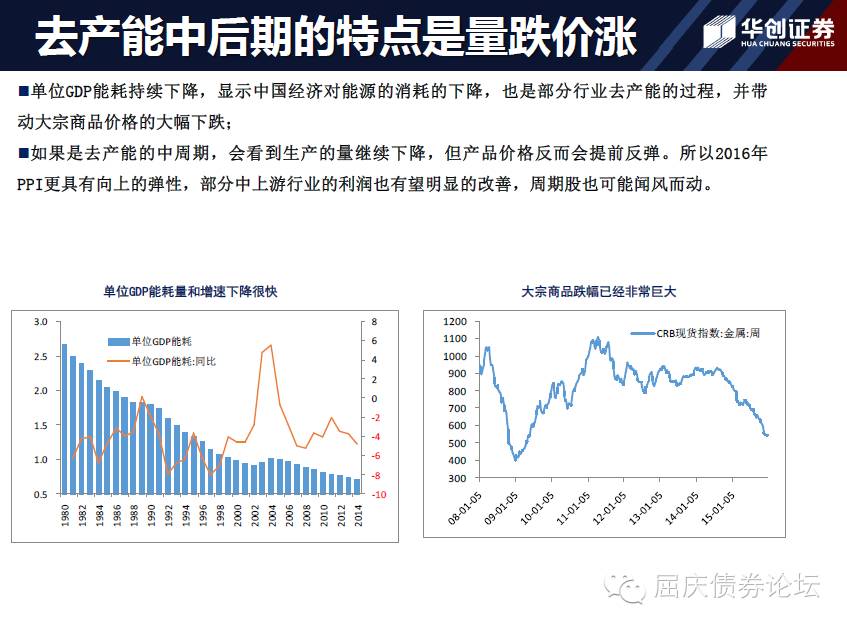 去产能中后期的特点是量跌价涨
华创证券
HUA CHUANG SECURITIES
■单位GDP能耗持续下降，显示中国经济对能源的消耗的下降，也是部分行业去产能的过程，并带
动大宗商品价格的大幅下跌；
■如果是去产能的中周期，会看到生产的量继续下降，但产品价格反而会提前反弹。所以2016年
PPI更具有向上的弹性，部分中上游行业的利润也有望明显的改善，周期股也可能闻风而动。
单位GDP能耗量和增速下降很快
3.0
2.5
2.0
1.5
1.0
0.5
单位GDP能耗
单位GDP能耗:同比
8
6
4
2
0
-2
-4
-6
-8
-10
1980 1982 1984 1986 1988 1990 1992 1994 1996 1998 2000 2002 2004 2006 2008 2010 2012 2014
大宗商品跌幅已经非常巨大
1200
1100
1000
900
800
700
600
500
400
300
CRB现货指数:金属:周
08-01-05 09-01-05 10-01-05 11-01-05 12-01-05 13-01-05 14-01-05 15-01-05
屈庆债券论坛